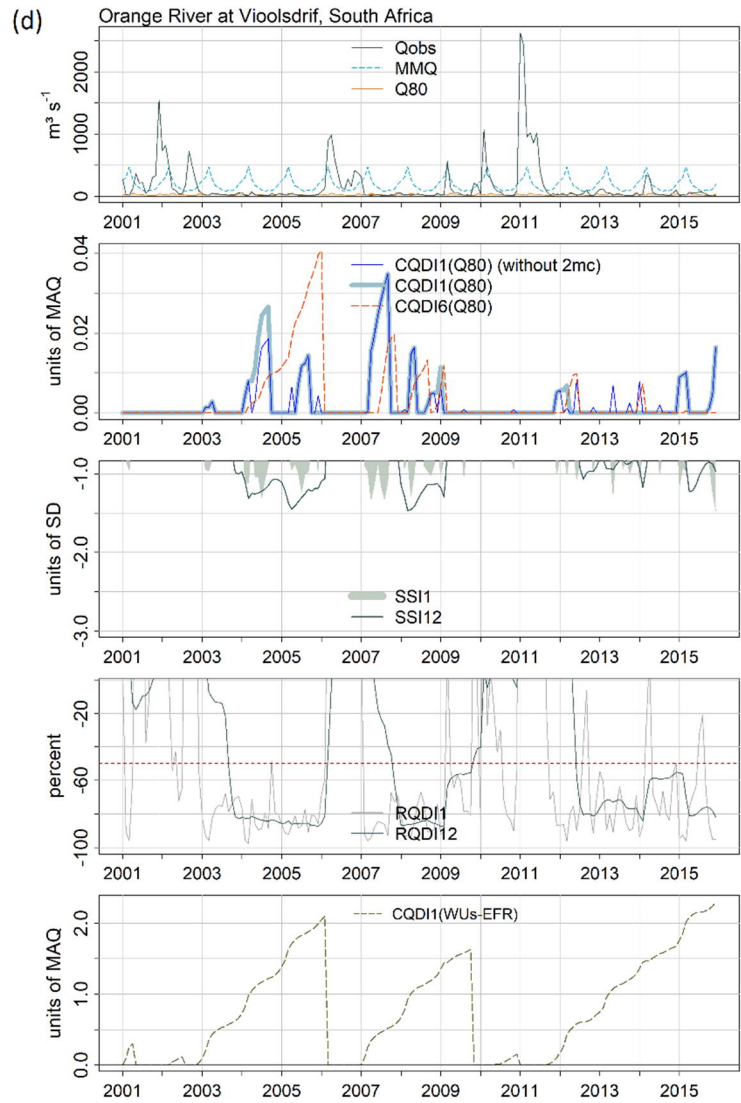 (d)
Orange River at Vioolsdrif, South Africa
Qobs
MMQ
Q80
m³ s⁻¹
2000
1000
0
2001 2003 2005 2007 2009 2011 2013 2015
CQDI1(Q80) (without 2mc)
CQDI1(Q80)
CQDI6(Q80)
units of MAQ
0.04
0.02
0.00
2001 2003 2005 2007 2009 2011 2013 2015
-1.0
-2.0
-3.0
units of SD
SSI1
SSI12
2001 2003 2005 2007 2009 2011 2013 2015
-20
-60
-100
percent
RQDI1
RQDI12
2001 2003 2005 2007 2009 2011 2013 2015
CQDI1(WUs-EFR)
units of MAQ
2.0
1.0
0.0
2001 2003 2005 2007 2009 2011 2013 2015